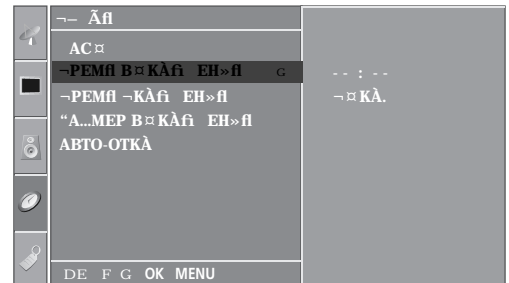 ¬– Ãfl
AC¤
¬PEMfl B¤KÀfi EH»fl G - - : - -
¬PEMfl ¬KÀfi EH»fl ¬¤KÀ.
“A...MEP B¤KÀfi EH»fl
ABTO-OTKÀ
DE F G OK MENU